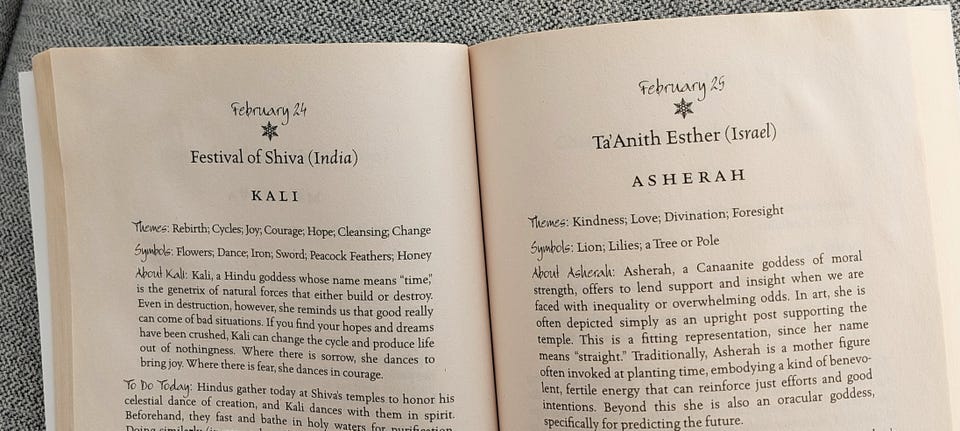 February 24
Festival of Shiva (India)
KALI
Themes: Rebirth; Cycles; Joy; Courage; Hope; Cleansing; Change
Symbols: Flowers; Dance; Iron; Sword; Peacock Feathers; Honey
About Kali: Kali, a Hindu goddess whose name means "time,"
is the genetrix of natural forces that either build or destroy.
Even in destruction, however, she reminds us that good really
can come of bad situations. If you find your hopes and dreams
have been crushed, Kali can change the cycle and produce life
out of nothingness. Where there is sorrow, she dances to
bring joy. Where there is fear, she dances in courage.
To Do Today: Hindus gather today at Shiva's temples to honor his
celestial dance of creation, and Kali dances with them in spirit.
Beforehand, they fast and bathe in holy waters for purification.
Doing similarly
February 25
Ta'Anith Esther (Israel)
ASHERAH
Themes: Kindness; Love; Divination; Foresight
Symbols: Lion; Lilies; a Tree or Pole
About Asherah: Asherah, a Canaanite goddess of moral
strength, offers to lend support and insight when we are
faced with inequality or overwhelming odds. In art, she is
often depicted simply as an upright post supporting the
temple. This is a fitting representation, since her name
means "straight." Traditionally, Asherah is a mother figure
often invoked at planting time, embodying a kind of benevo-
lent, fertile energy that can reinforce just efforts and good
intentions. Beyond this she is also an oracular goddess,
specifically for predicting the future.